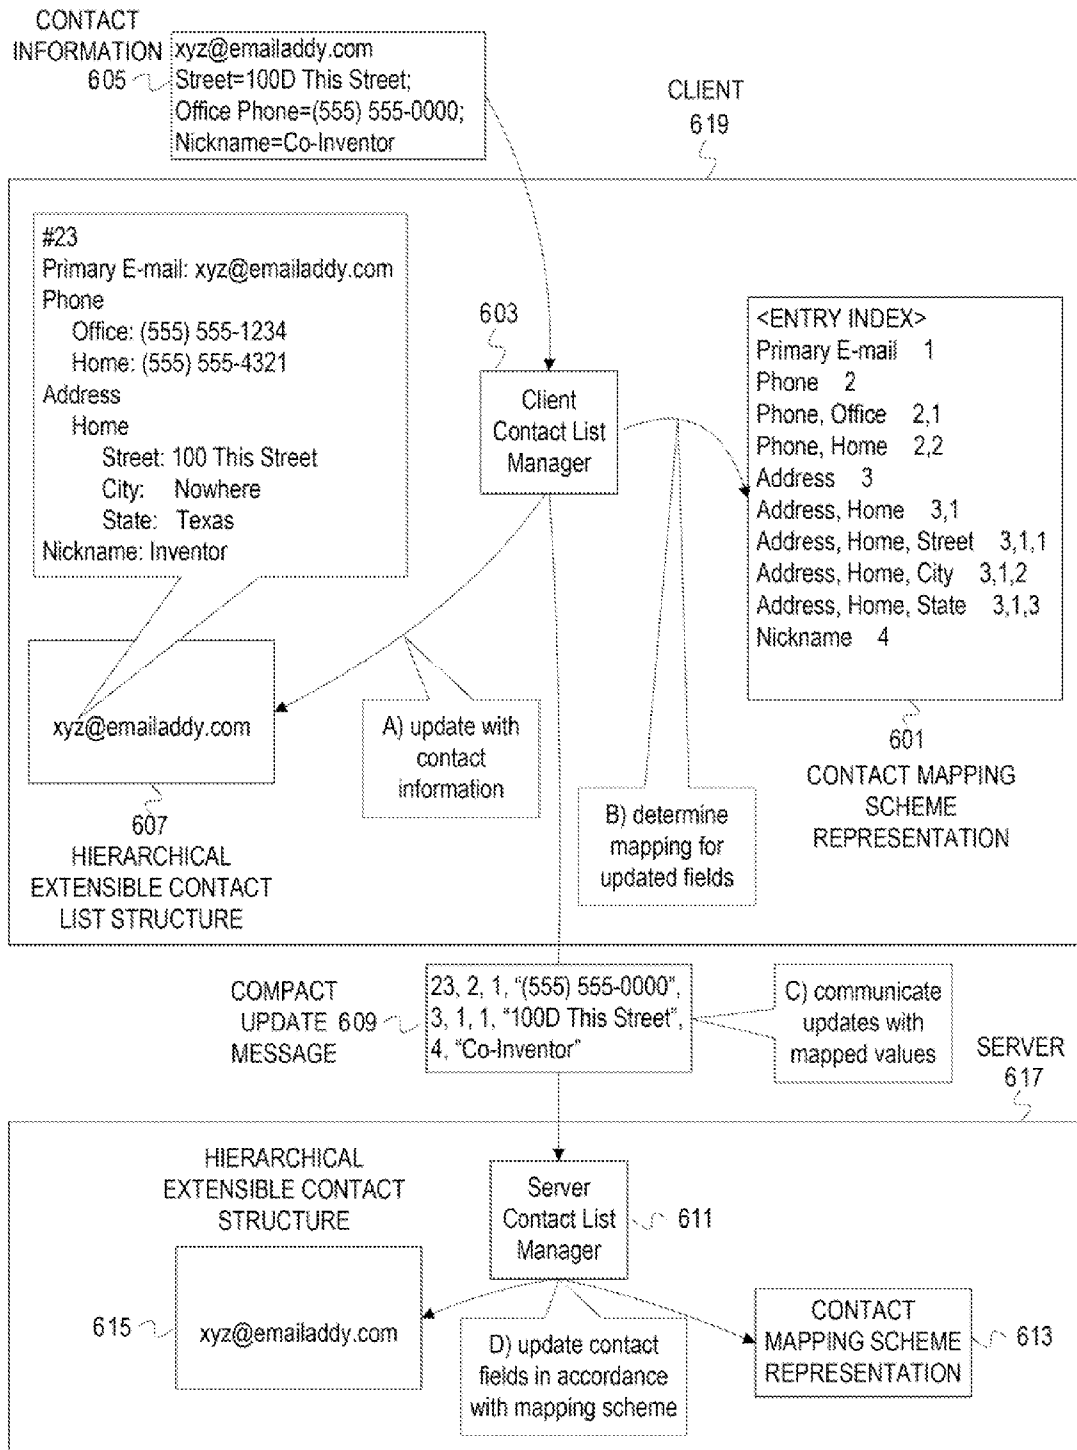 CONTACT
INFORMATION
605
xyz@emailaddy.com
Street=100D This Street;
Office Phone=(555) 555-0000;
Nickname=Co-Inventor
CLIENT
619
#23
Primary E-mail: xyz@emailaddy.com
Phone
Office: (555) 555-1234
Home: (555) 555-4321
Address
Home
Street: 100 This Street
City: Nowhere
State: Texas
Nickname: Inventor
603
Client
Contact List
Manager
<ENTRY INDEX>
Primary E-mail 1
Phone 2
Phone, Office 2,1
Phone, Home 2,2
Address 3
Address, Home 3,1
Address, Home, Street 3,1,1
Address, Home, City 3,1,2
Address, Home, State 3,1,3
Nickname 4
601
CONTACT MAPPING
SCHEME
REPRESENTATION
xyz@emailaddy.com
607
HIERARCHICAL
EXTENSIBLE CONTACT
LIST STRUCTURE
A) update with
contact
information
B) determine
mapping for
updated fields
COMPACT
UPDATE 609
MESSAGE
23, 2, 1, “(555) 555-0000”,
3, 1, 1, “100D This Street”,
4, “Co-Inventor”
C) communicate
updates with
mapped values
SERVER
617
HIERARCHICAL
EXTENSIBLE CONTACT
STRUCTURE
615
xyz@emailaddy.com
Server
Contact List
Manager
611
D) update contact
fields in accordance
with mapping scheme
CONTACT
MAPPING SCHEME
REPRESENTATION
613